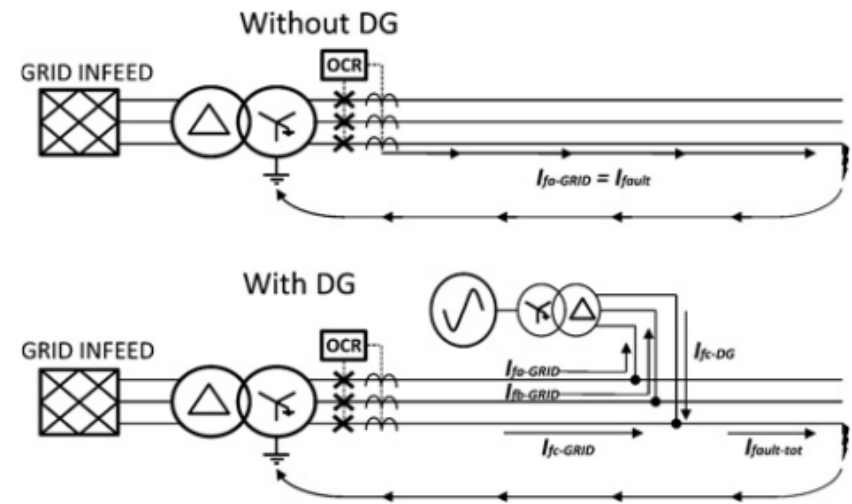 Without DG
OCR
GRID INFEED
Ifa-GRID = Ifault
With DG
OCR
GRID INFEED
Ifa-GRID
Ifb-GRID
Ifc-DG
Ifc-GRID
Ifault-tot